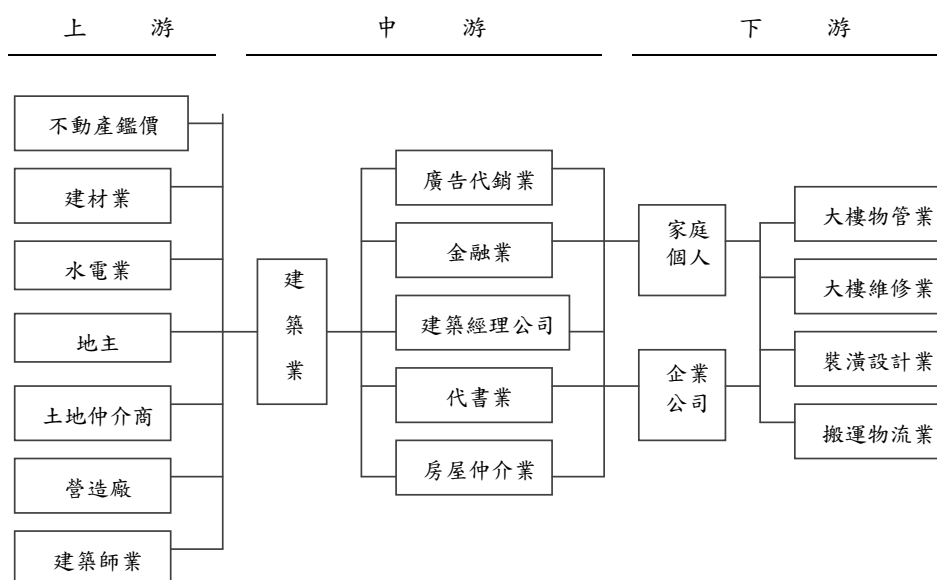 上 游
中 游
下 游
不動產鑑價
建材業
水電業
地主
土地仲介商
營造廠
建築師業
建
築
業
廣告代銷業
金融業
建築經理公司
代書業
房屋仲介業
家庭
個人
企業
公司
大樓物管業
大樓維修業
裝潢設計業
搬運物流業